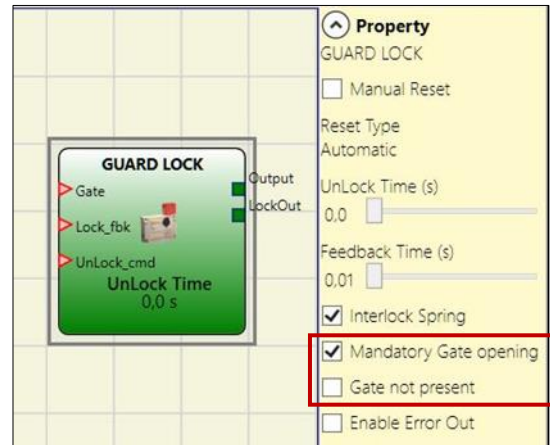 GUARD LOCK
Gate
Lock_fbk
UnLock_cmd
Output
LockOut
UnLock Time
0,0 s
Property
GUARD LOCK
Manual Reset
Reset Type
Automatic
UnLock Time (s)
0,0
Feedback Time (s)
0,01
Interlock Spring
Mandatory Gate opening
Gate not present
Enable Error Out